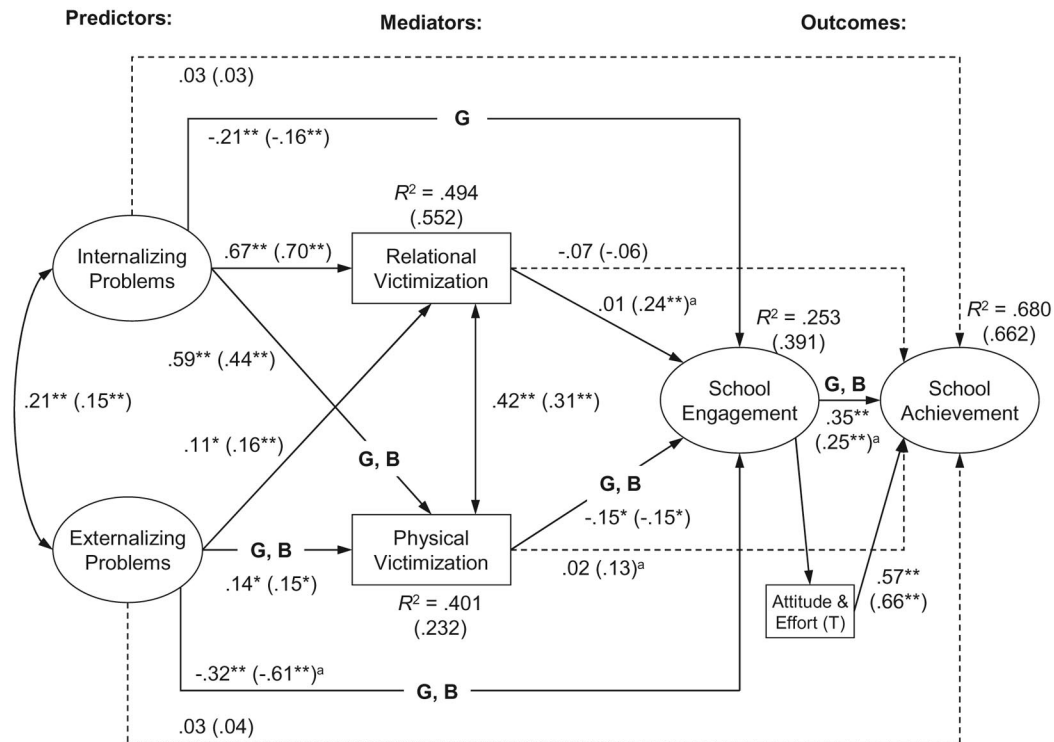 Predictors:
Mediators:
Outcomes:
.03 (.03)
G
-.21** (-.16**)
R² = .494
(.552)
Internalizing
Problems
.67** (.70**)
Relational
Victimization
-.07 (-.06)
.01 (.24**)ᵃ
R² = .253
(.391)
R² = .680
(.662)
.59** (.44**)
.21** (.15**)
.42** (.31**)
School
Engagement
G, B
.35**
(.25**)ᵃ
School
Achievement
.11* (.16**)
G, B
G, B
-.15* (-.15*)
Externalizing
Problems
G, B
.14* (.15*)
Physical
Victimization
.02 (.13)ᵃ
R² = .401
(.232)
Attitude &
Effort (T)
.57**
(.66**)
-.32** (-.61**)ᵃ
G, B
.03 (.04)